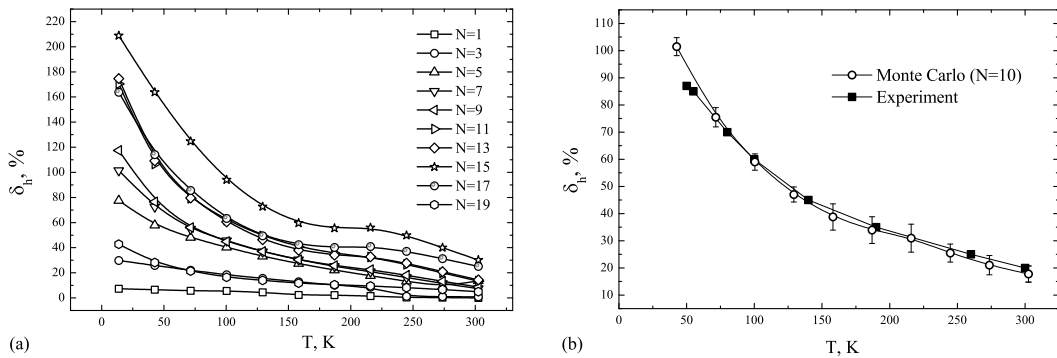 220
200
180
160
140
120
100
80
60
40
20
0
δh, %
N=1
N=3
N=5
N=7
N=9
N=11
N=13
N=15
N=17
N=19
0 50 100 150 200 250 300
T, K
(a)
110
100
90
80
70
60
50
40
30
20
10
δh, %
Monte Carlo (N=10)
Experiment
0 50 100 150 200 250 300
T, K
(b)